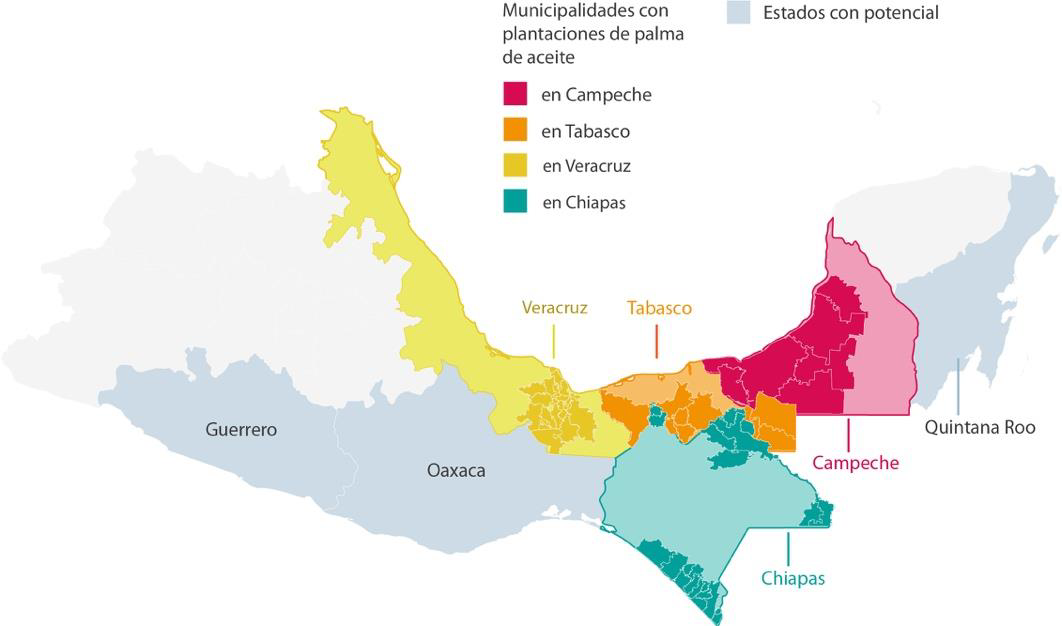 Municipalidades con
plantaciones de palma
de aceite
en Campeche
en Tabasco
en Veracruz
en Chiapas
Estados con potencial
Veracruz
Tabasco
Guerrero
Oaxaca
Quintana Roo
Campeche
Chiapas